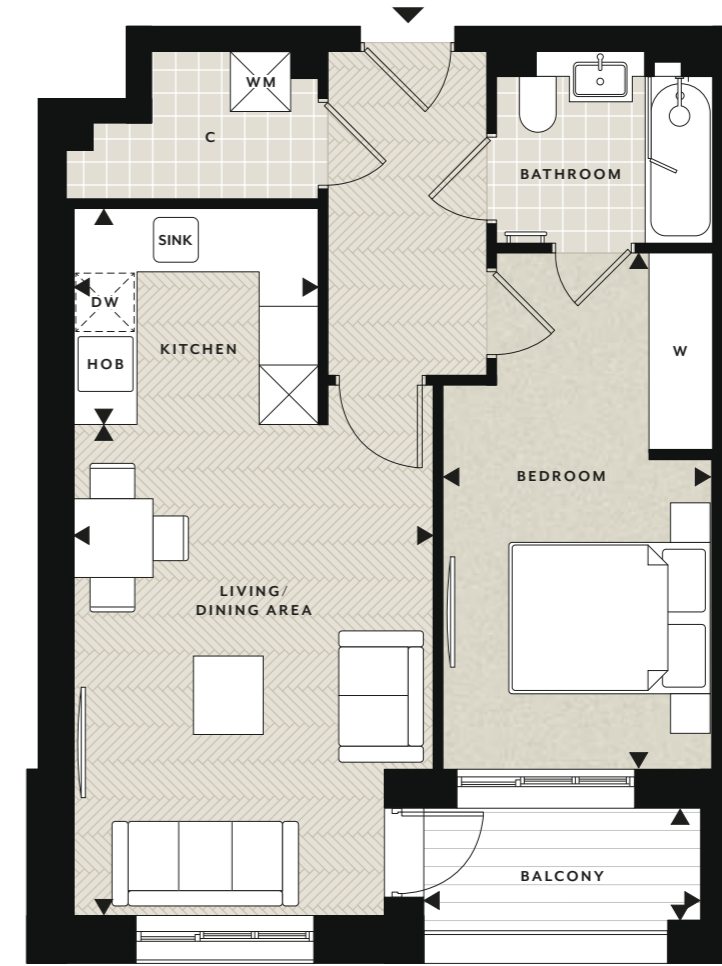 WM
C
BATHROOM
SINK
DW
HOB
KITCHEN
W
BEDROOM
LIVING/
DINING AREA
BALCONY